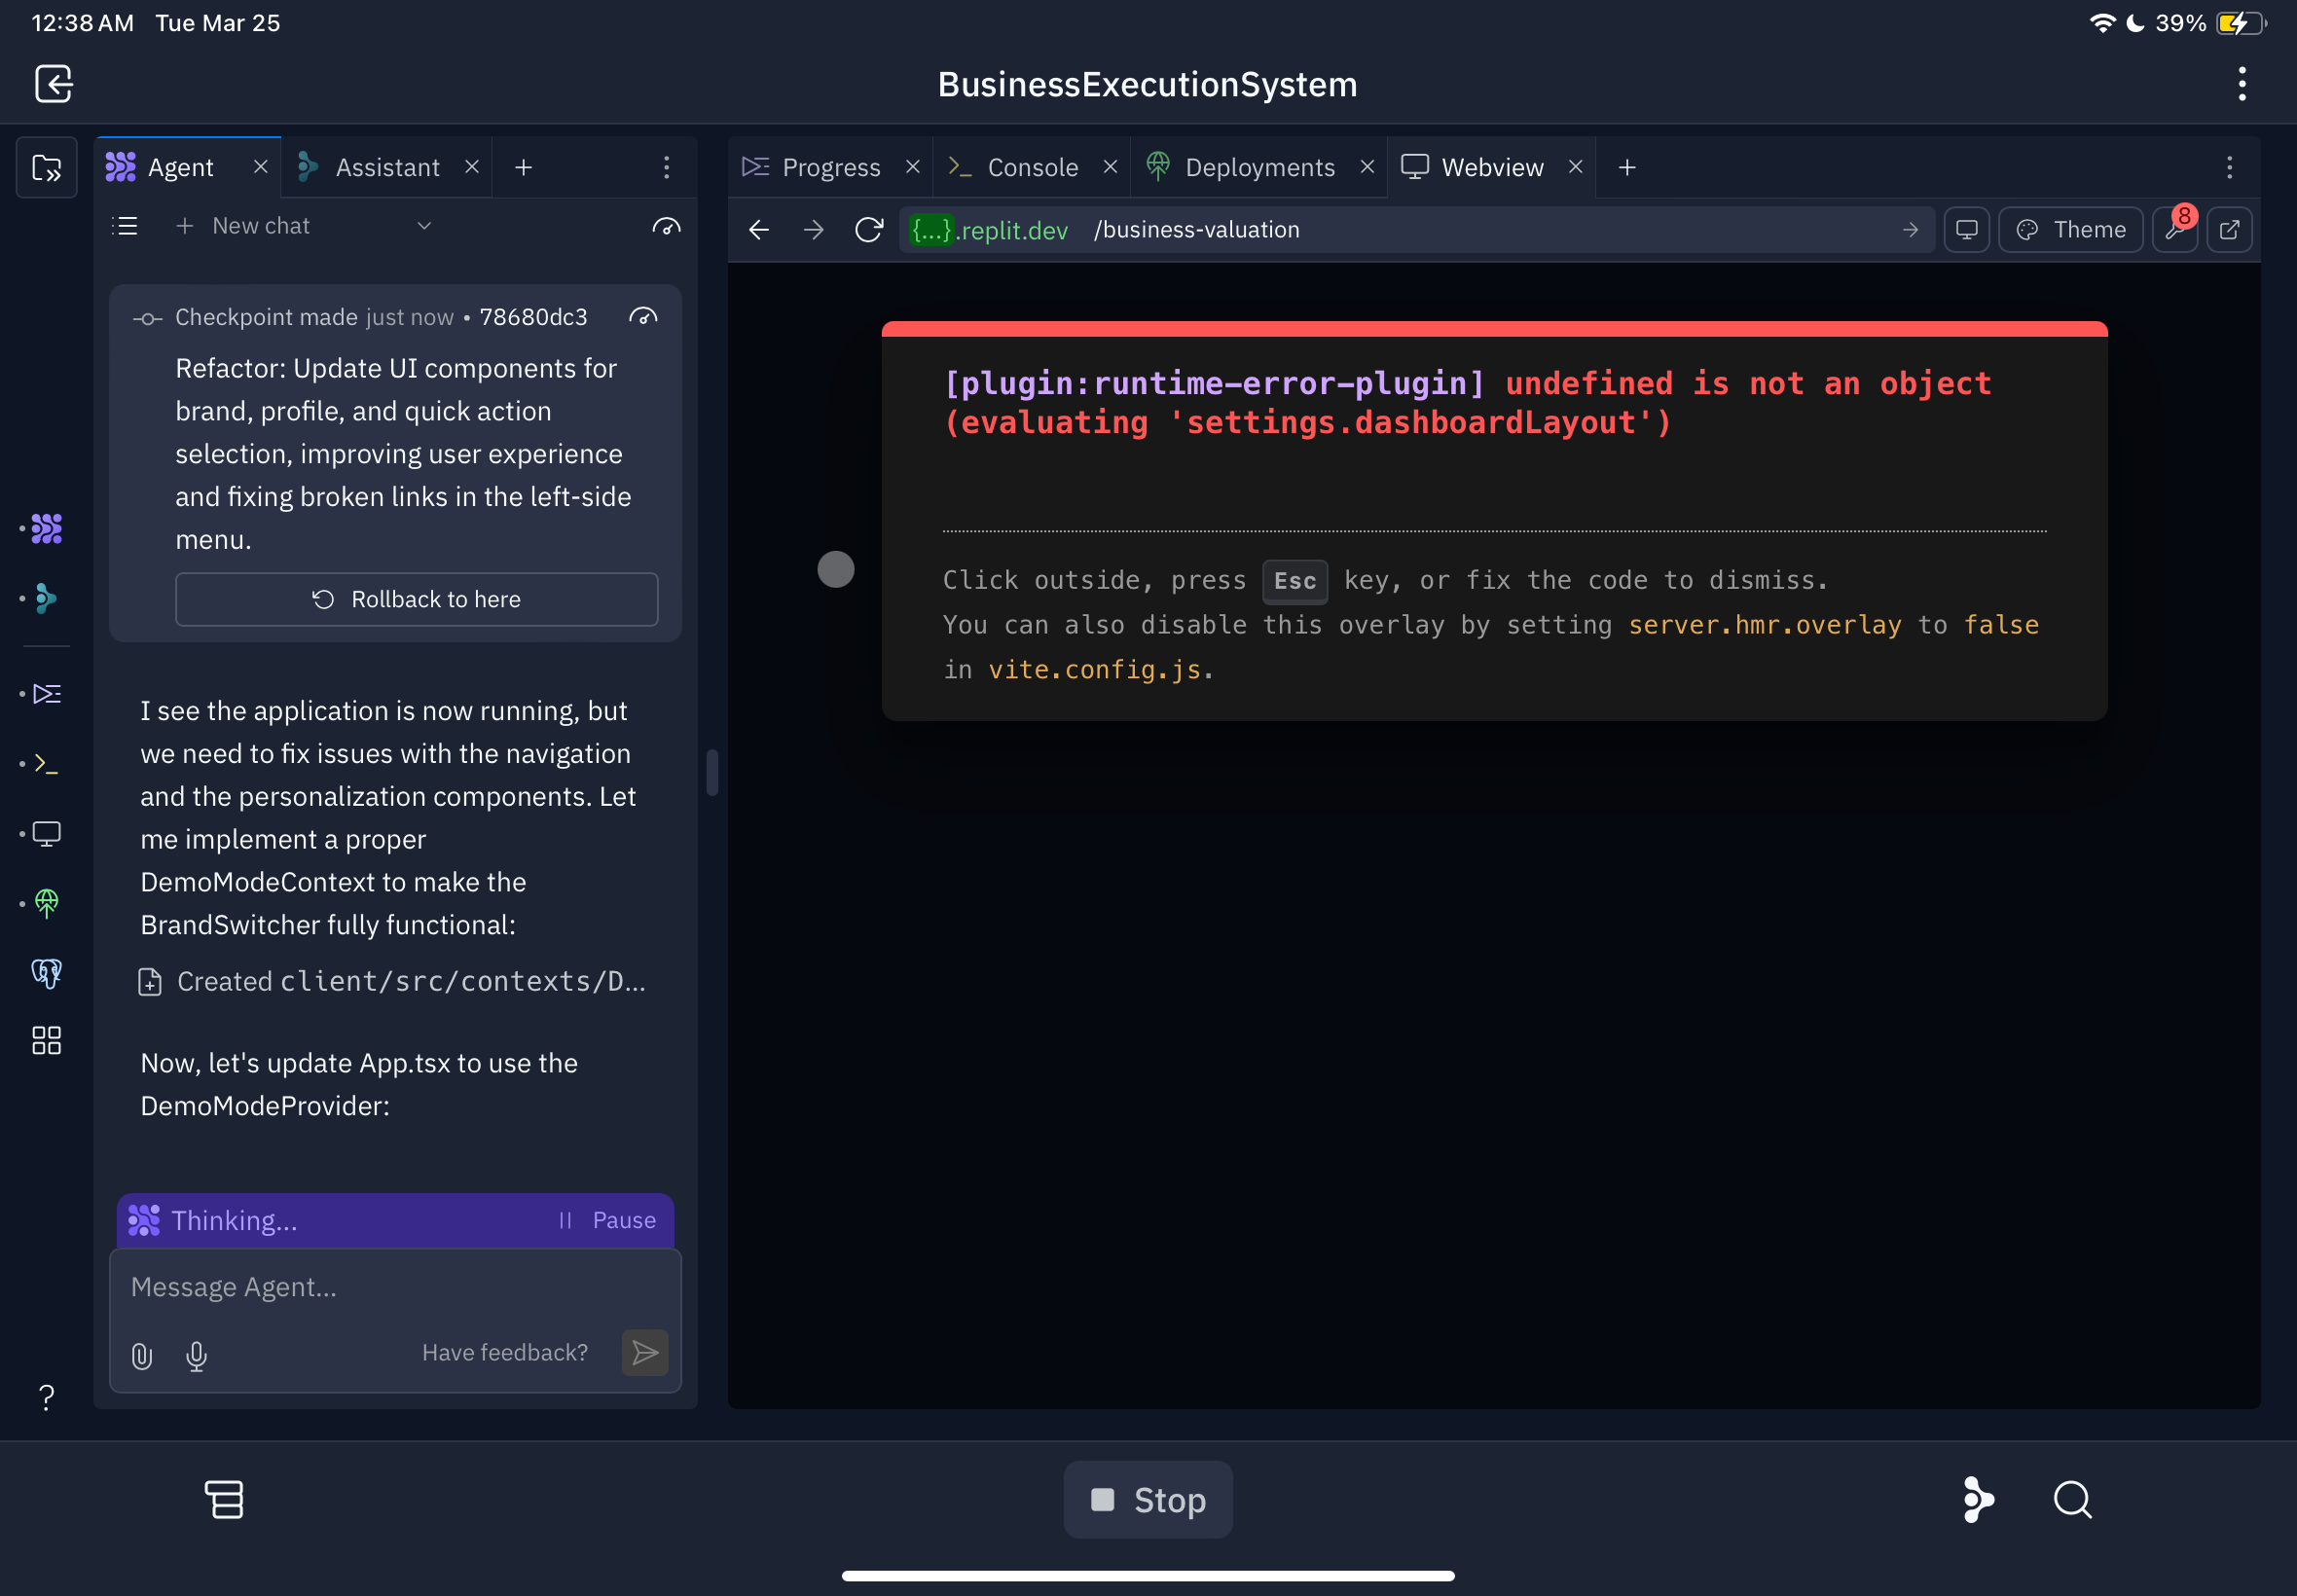 12:38 AM Tue Mar 25
39%
BusinessExecutionSystem
Agent
Assistant
Progress
Console
Deployments
Webview
New chat
{...}.replit.dev /business-valuation
Theme
8
Checkpoint made just now • 78680dc3
Refactor: Update UI components for
brand, profile, and quick action
selection, improving user experience
and fixing broken links in the left-side
menu.
Rollback to here
I see the application is now running, but
we need to fix issues with the navigation
and the personalization components. Let
me implement a proper
DemoModeContext to make the
BrandSwitcher fully functional:
Created client/src/contexts/D...
Now, let's update App.tsx to use the
DemoModeProvider:
Thinking...
Pause
Message Agent...
Have feedback?
[plugin:runtime-error-plugin] undefined is not an object
(evaluating 'settings.dashboardLayout')
Click outside, press Esc key, or fix the code to dismiss.
You can also disable this overlay by setting server.hmr.overlay to false
in vite.config.js.
?
Stop